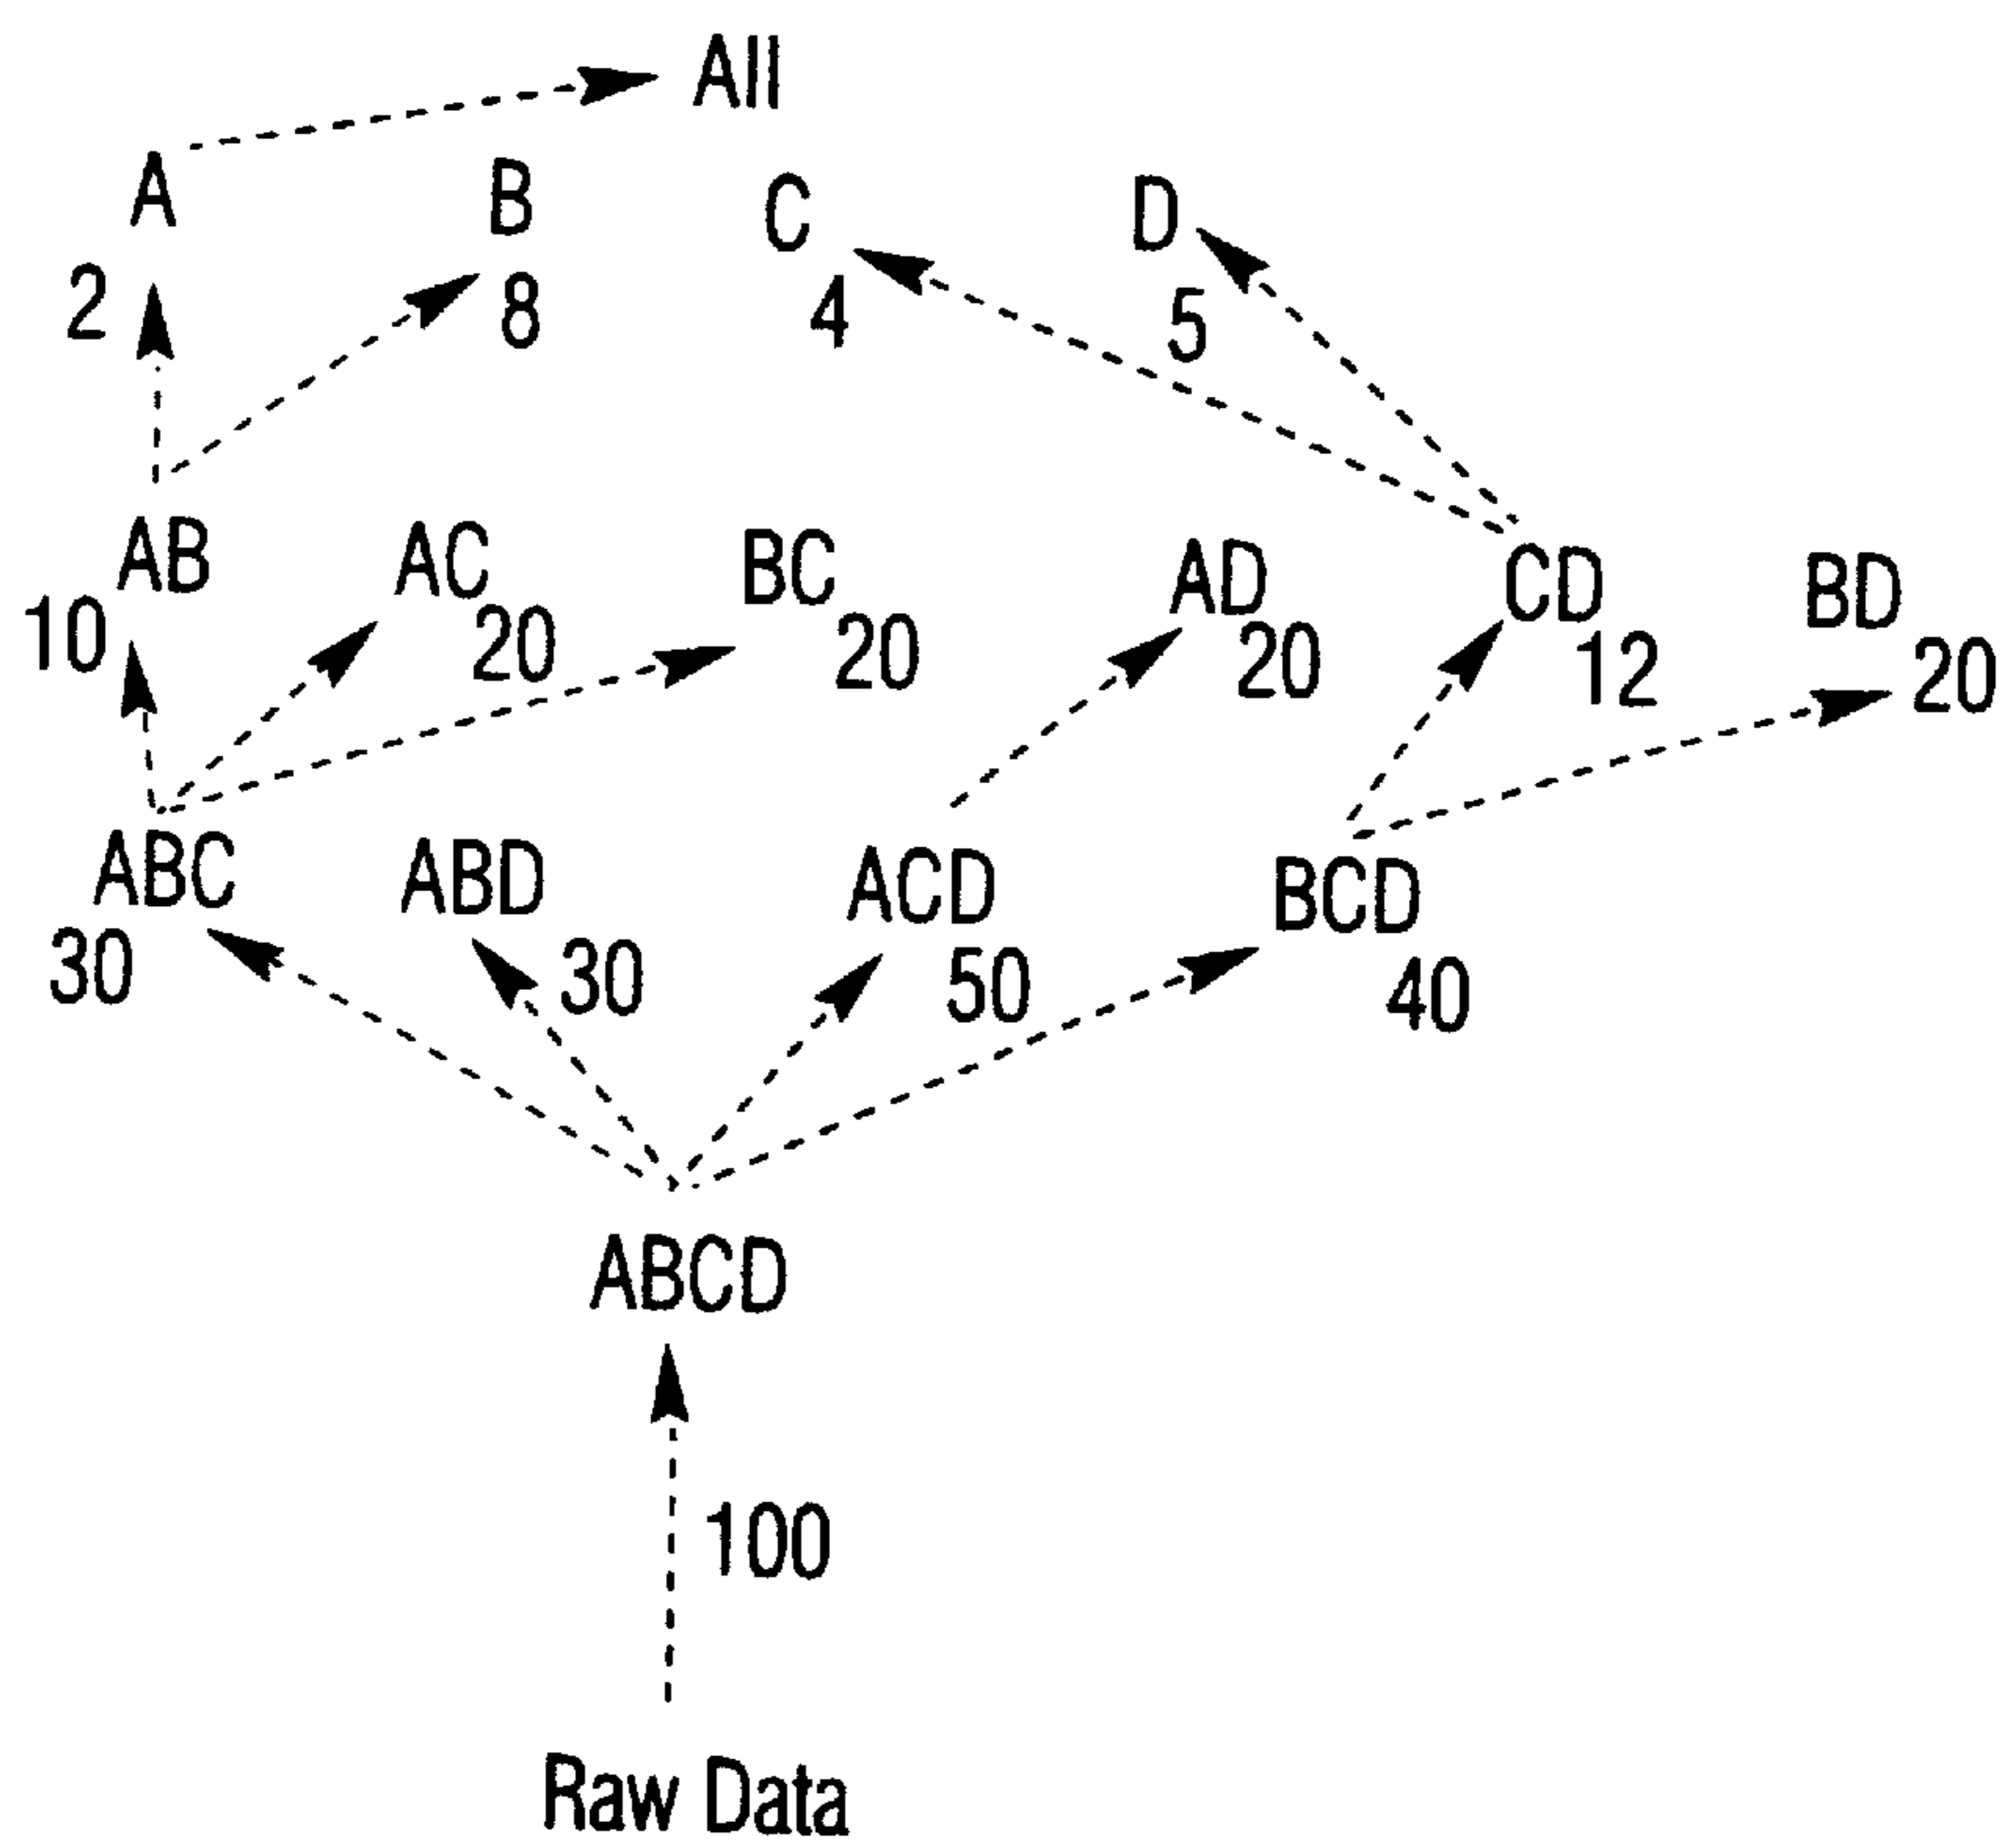 All
A B C D
2 8 4 5
AB AC BC AD CD BD
10 20 20 20 12 20
ABC ABD ACD BCD
30 30 50 40
ABCD
100
Raw Data